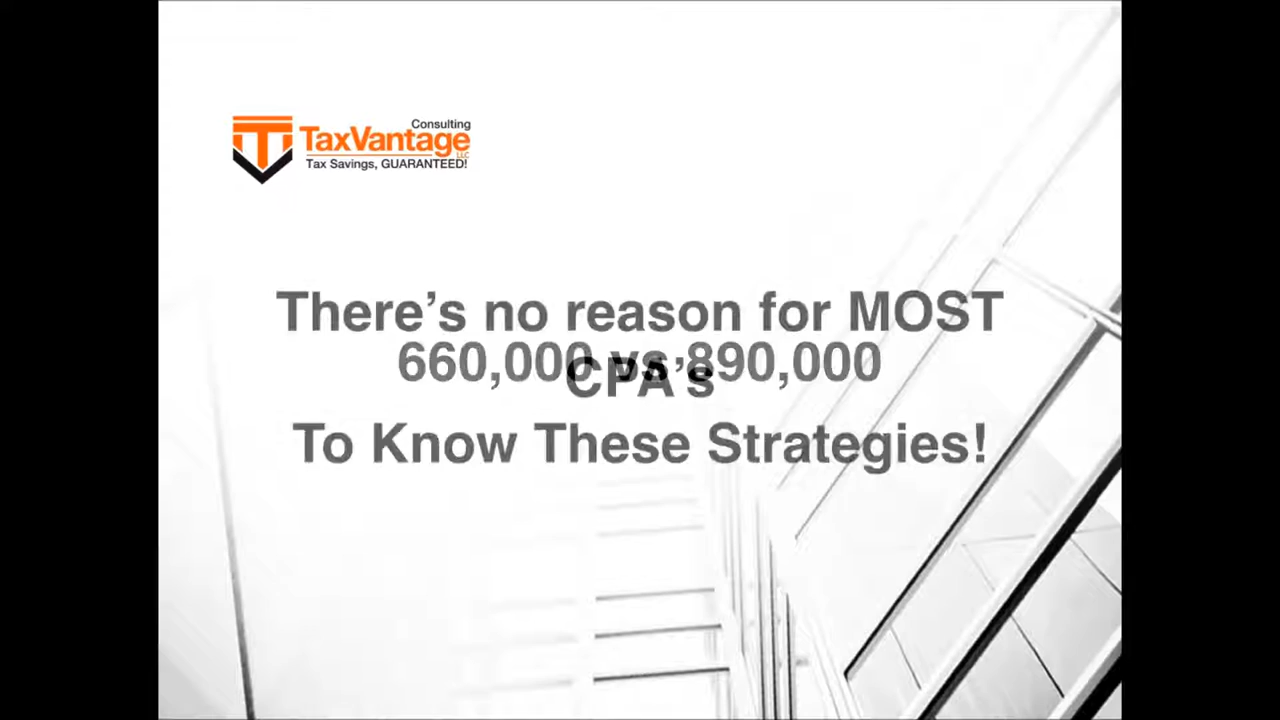 Consulting
TaxVantage
LLC
Tax Savings, GUARANTEED!
There's no reason for MOST
660,000 vs 890,000
CPA's
To Know These Strategies!